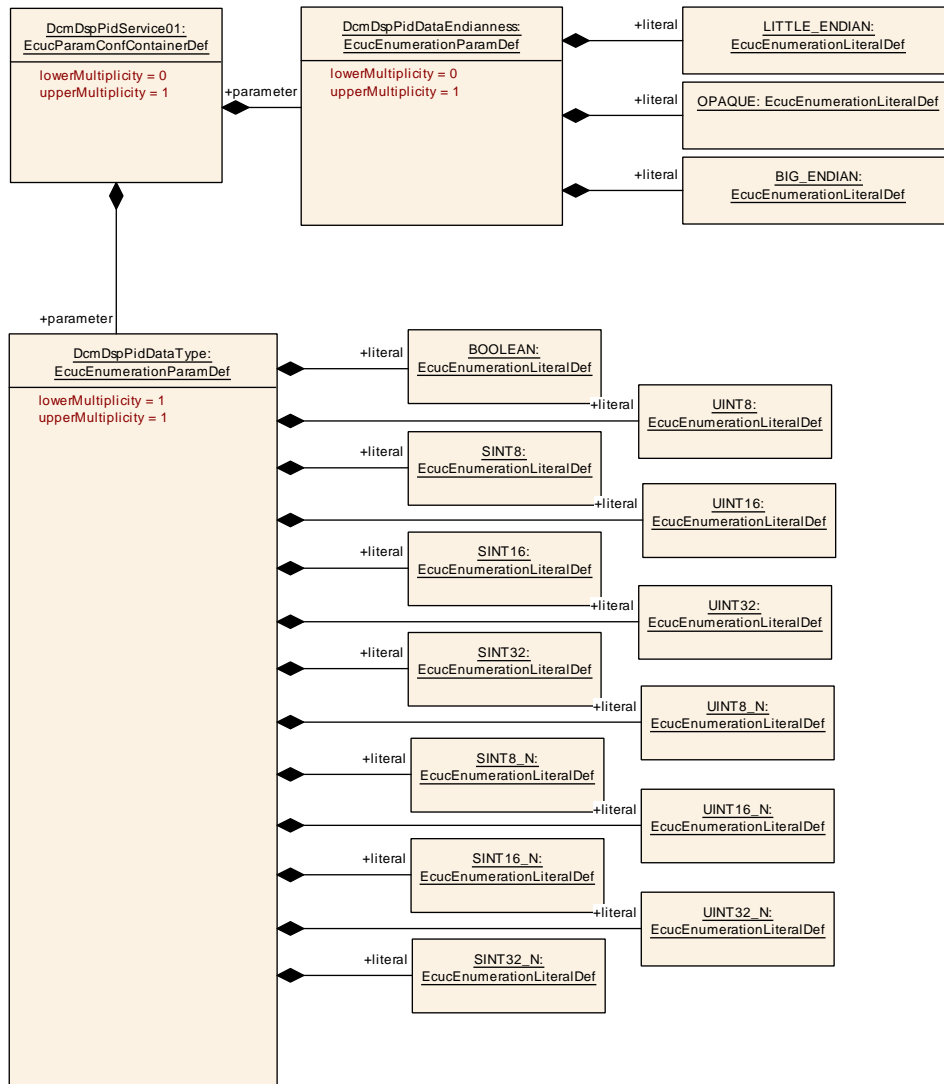 DcmDspPidService01:
EcucParamConfContainerDef
lowerMultiplicity = 0
upperMultiplicity = 1
+parameter
DcmDspPidDataEndianness:
EcucEnumerationParamDef
lowerMultiplicity = 0
upperMultiplicity = 1
+literal
LITTLE_ENDIAN:
EcucEnumerationLiteralDef
+literal
OPAQUE: EcucEnumerationLiteralDef
+literal
BIG_ENDIAN:
EcucEnumerationLiteralDef
+parameter
DcmDspPidDataType:
EcucEnumerationParamDef
lowerMultiplicity = 1
upperMultiplicity = 1
+literal
BOOLEAN:
EcucEnumerationLiteralDef
+literal
UINT8:
EcucEnumerationLiteralDef
+literal
SINT8:
EcucEnumerationLiteralDef
+literal
UINT16:
EcucEnumerationLiteralDef
+literal
SINT16:
EcucEnumerationLiteralDef
+literal
UINT32:
EcucEnumerationLiteralDef
+literal
SINT32:
EcucEnumerationLiteralDef
+literal
UINT8_N:
EcucEnumerationLiteralDef
+literal
SINT8_N:
EcucEnumerationLiteralDef
+literal
UINT16_N:
EcucEnumerationLiteralDef
+literal
SINT16_N:
EcucEnumerationLiteralDef
+literal
UINT32_N:
EcucEnumerationLiteralDef
+literal
SINT32_N:
EcucEnumerationLiteralDef